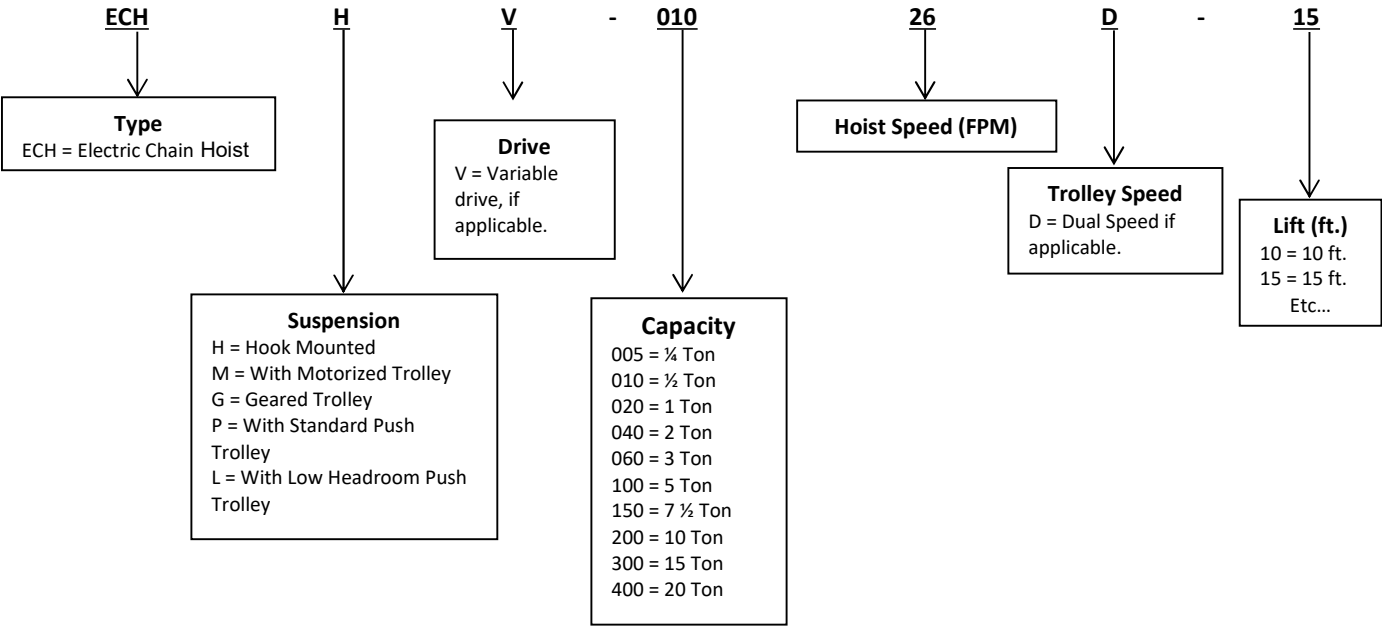 ECH H V - 010 26 D - 15
Type
ECH = Electric Chain Hoist
Drive
V = Variable
drive, if
applicable.
Hoist Speed (FPM)
Trolley Speed
D = Dual Speed if
applicable.
Lift (ft.)
10 = 10 ft.
15 = 15 ft.
Etc...
Suspension
H = Hook Mounted
M = With Motorized Trolley
G = Geared Trolley
P = With Standard Push
Trolley
L = With Low Headroom Push
Trolley
Capacity
005 = ¼ Ton
010 = ½ Ton
020 = 1 Ton
040 = 2 Ton
060 = 3 Ton
100 = 5 Ton
150 = 7 ½ Ton
200 = 10 Ton
300 = 15 Ton
400 = 20 Ton